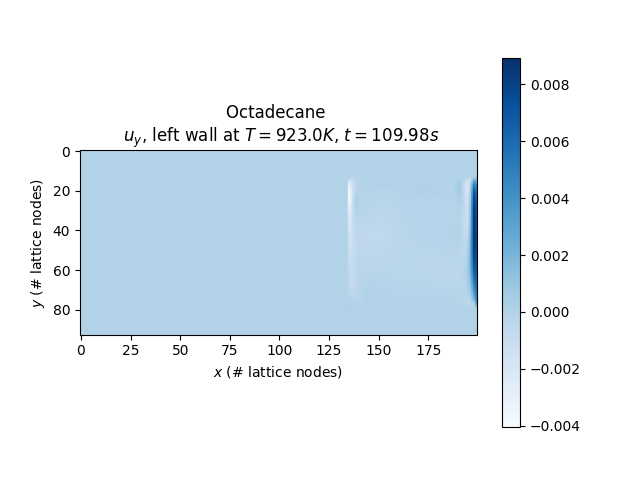 Octadecane
u_y, left wall at T = 923.0K, t = 109.98s
0
20
40
60
80
y (# lattice nodes)
0 25 50 75 100 125 150 175
x (# lattice nodes)
0.008
0.006
0.004
0.002
0.000
−0.002
−0.004